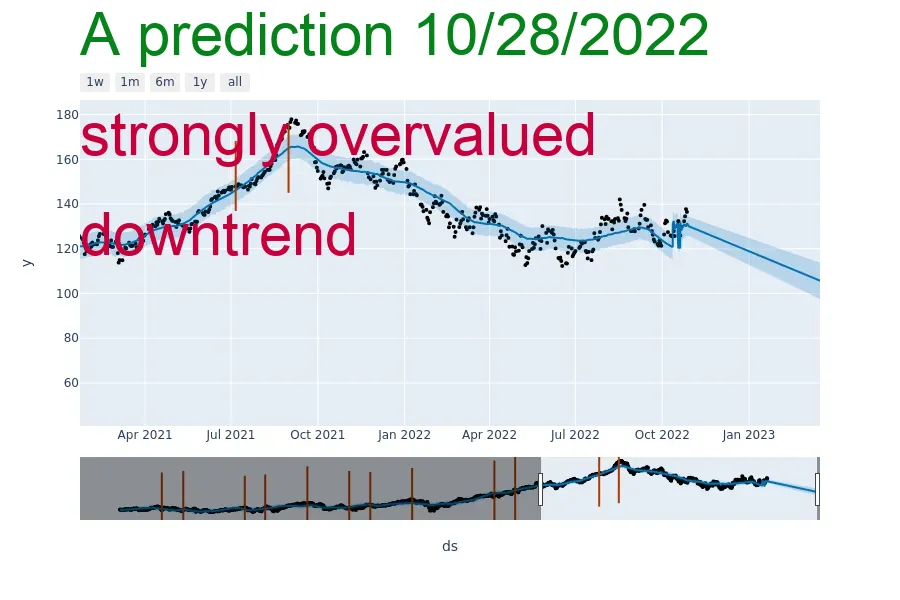 A prediction 10/28/2022
1w 1m 6m 1y all
180
strongly overvalued
160
140
downtrend
120
y
100
80
60
Apr 2021 Jul 2021 Oct 2021 Jan 2022 Apr 2022 Jul 2022 Oct 2022 Jan 2023
ds